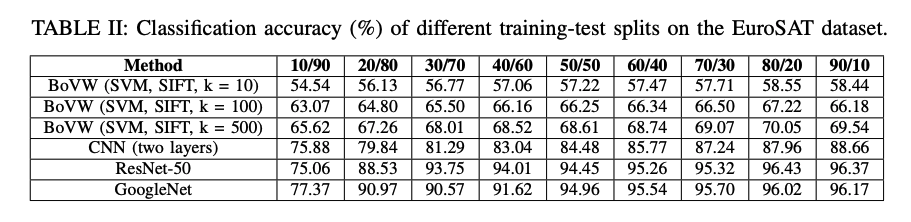 TABLE II: Classification accuracy (%) of different training-test splits on the EuroSAT dataset.
Method 10/90 20/80 30/70 40/60 50/50 60/40 70/30 80/20 90/10
BoVW (SVM, SIFT, k = 10) 54.54 56.13 56.77 57.06 57.22 57.47 57.71 58.55 58.44
BoVW (SVM, SIFT, k = 100) 63.07 64.80 65.50 66.16 66.25 66.34 66.50 67.22 66.18
BoVW (SVM, SIFT, k = 500) 65.62 67.26 68.01 68.52 68.61 68.74 69.07 70.05 69.54
CNN (two layers) 75.88 79.84 81.29 83.04 84.48 85.77 87.24 87.96 88.66
ResNet-50 75.06 88.53 93.75 94.01 94.45 95.26 95.32 96.43 96.37
GoogleNet 77.37 90.97 90.57 91.62 94.96 95.54 95.70 96.02 96.17